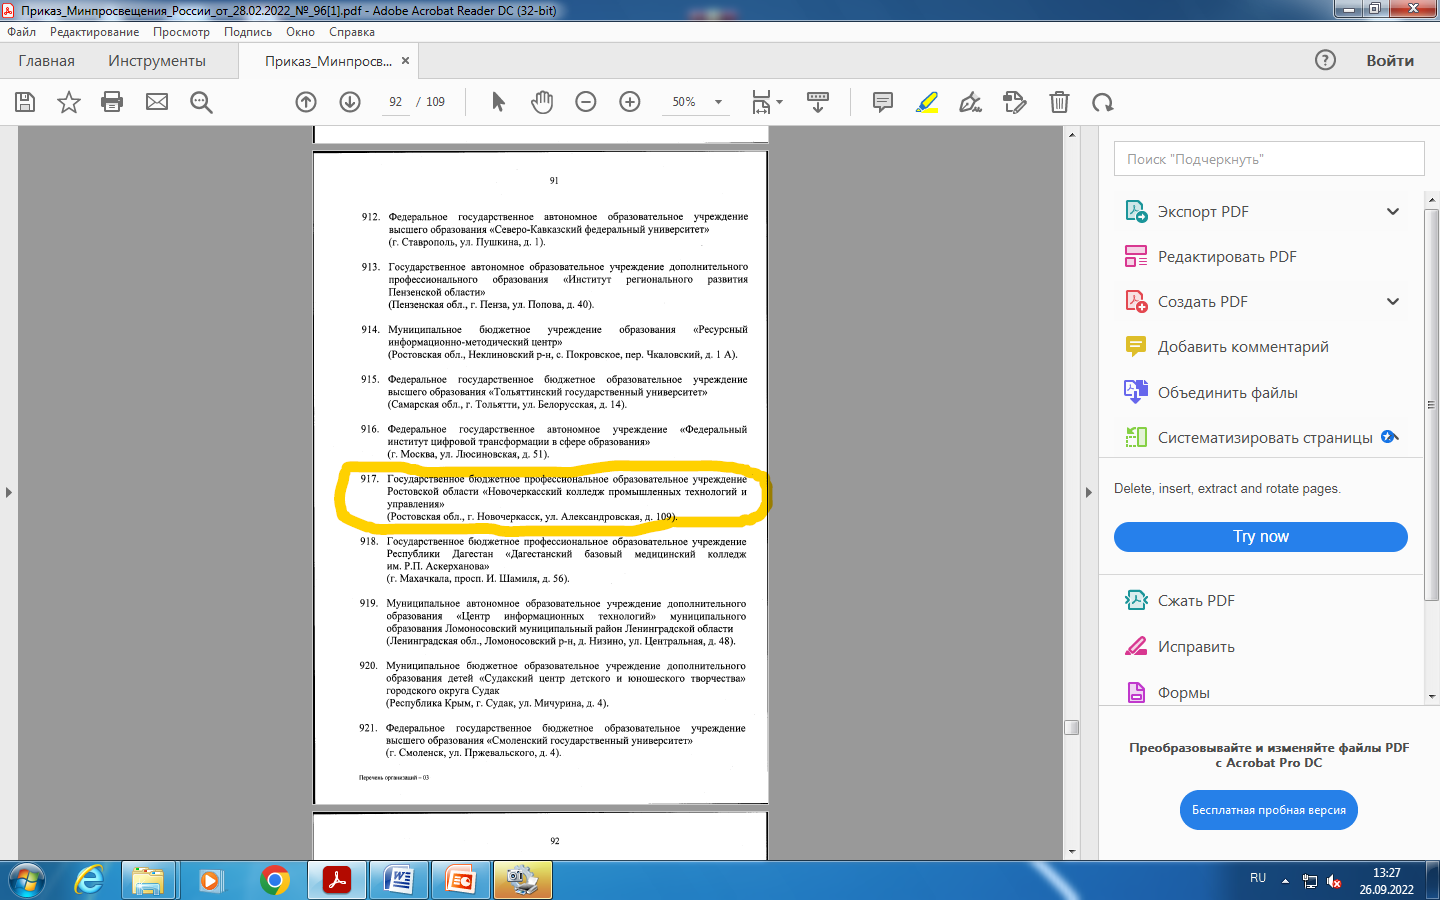 Приказ_Минпросвещения_России_от_28.02.2022_№_96[1].pdf - Adobe Acrobat Reader DC (32-bit)
Файл Редактирование Просмотр Подпись Окно Справка
Главная Инструменты Приказ_Минпросв... × Войти
92 / 109 50%
91
912. Федеральное государственное автономное образовательное учреждение
высшего образования «Северо-Кавказский федеральный университет»
(г. Ставрополь, ул. Пушкина, д. 1).
913. Государственное автономное образовательное учреждение дополнительного
профессионального образования «Институт регионального развития
Пензенской области»
(Пензенская обл., г. Пенза, ул. Попова, д. 40).
914. Муниципальное бюджетное учреждение образования «Ресурсный
информационно-методический центр»
(Ростовская обл., Неклиновский р-н, с. Покровское, пер. Чкаловский, д. 1 А).
915. Федеральное государственное бюджетное образовательное учреждение
высшего образования «Тольяттинский государственный университет»
(Самарская обл., г. Тольятти, ул. Белорусская, д. 14).
916. Федеральное государственное автономное учреждение «Федеральный
институт цифровой трансформации в сфере образования»
(г. Москва, ул. Люсиновская, д. 51).
917. Государственное бюджетное профессиональное образовательное учреждение
Ростовской области «Новочеркасский колледж промышленных технологий и
управления»
(Ростовская обл., г. Новочеркасск, ул. Александровская, д. 109).
918. Государственное бюджетное профессиональное образовательное учреждение
Республики Дагестан «Дагестанский базовый медицинский колледж
им. Р.П. Аскерханова»
(г. Махачкала, просп. И. Шамиля, д. 56).
919. Муниципальное автономное образовательное учреждение дополнительного
образования «Центр информационных технологий» муниципального
образования Ломоносовский муниципальный район Ленинградской области
(Ленинградская обл., Ломоносовский р-н, д. Низино, ул. Центральная, д. 48).
920. Муниципальное бюджетное образовательное учреждение дополнительного
образования детей «Судакский центр детского и юношеского творчества»
городского округа Судак
(Республика Крым, г. Судак, ул. Мичурина, д. 4).
921. Федеральное государственное бюджетное образовательное учреждение
высшего образования «Смоленский государственный университет»
(г. Смоленск, ул. Пржевальского, д. 4).
Перечень организаций – 03
92
Поиск "Подчеркнуть"
Экспорт PDF
Редактировать PDF
Создать PDF
Добавить комментарий
Объединить файлы
Систематизировать страницы
Delete, insert, extract and rotate pages.
Try now
Сжать PDF
Исправить
Формы
Преобразовывайте и изменяйте файлы PDF
с Acrobat Pro DC
Бесплатная пробная версия
RU 13:27
26.09.2022